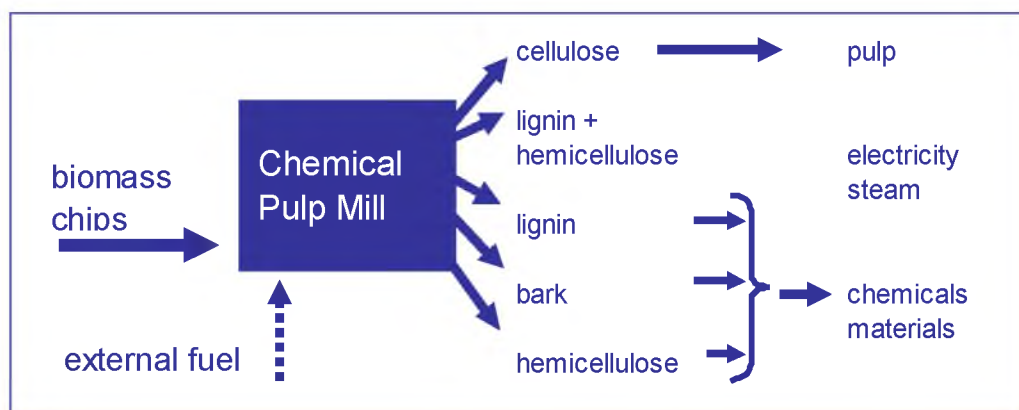 cellulose
pulp
lignin +
hemicellulose
electricity
steam
Chemical
Pulp Mill
biomass
chips
lignin
bark
chemicals
materials
external fuel
hemicellulose